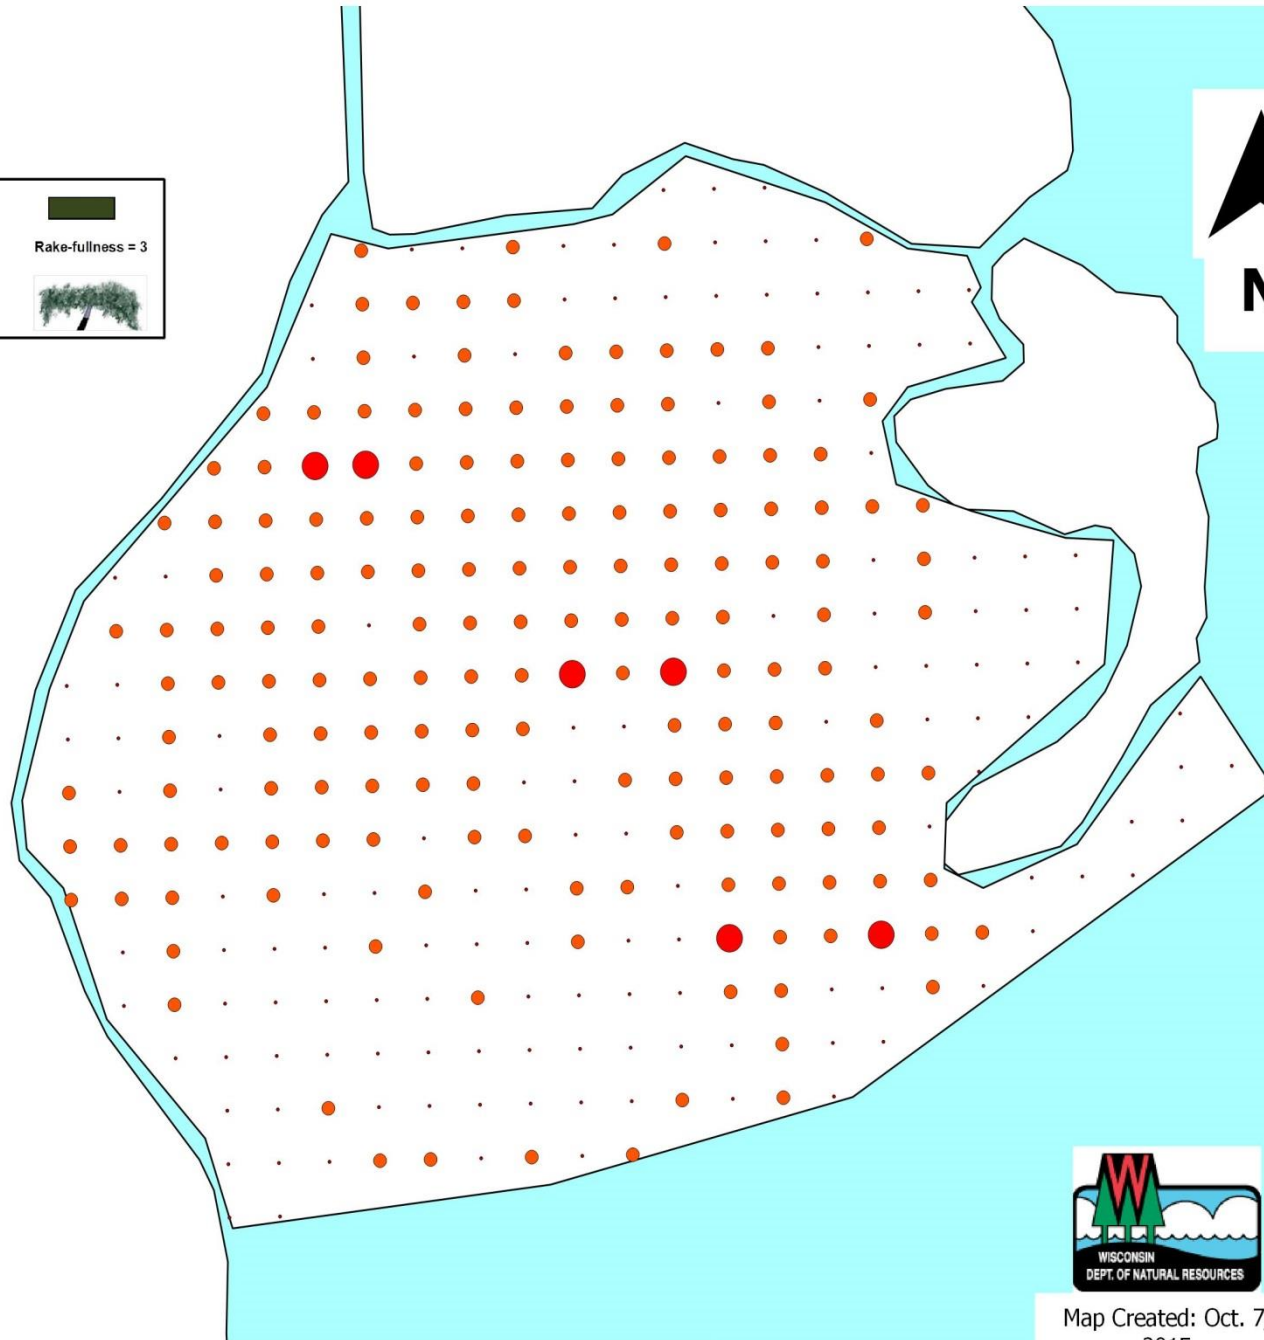 Rake-fullness = 3
N
WISCONSIN
DEPT. OF NATURAL RESOURCES
Map Created: Oct. 7,